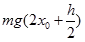 mg(2x₀ + h/2)